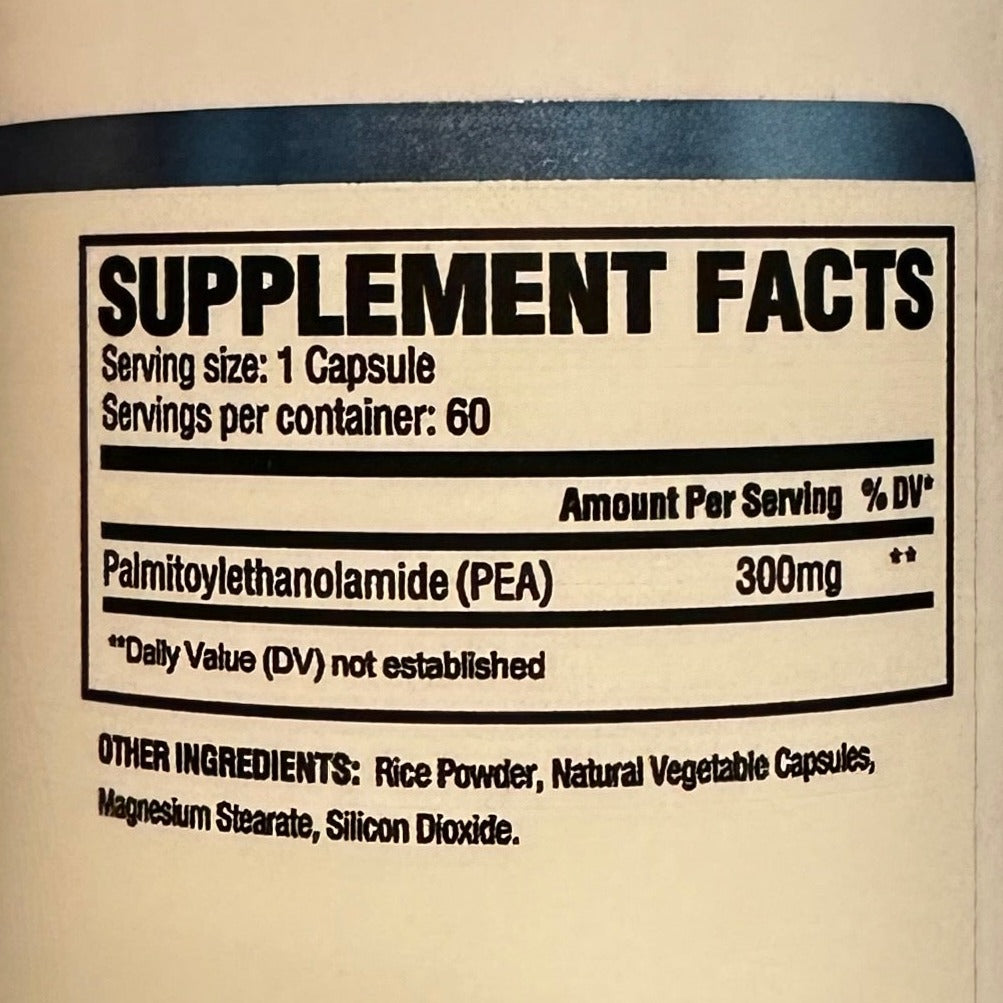 SUPPLEMENT FACTS
Serving size: 1 Capsule
Servings per container: 60
Amount Per Serving % DV*
Palmitoylethanolamide (PEA) 300mg **
**Daily Value (DV) not established
OTHER INGREDIENTS: Rice Powder, Natural Vegetable Capsules,
Magnesium Stearate, Silicon Dioxide.